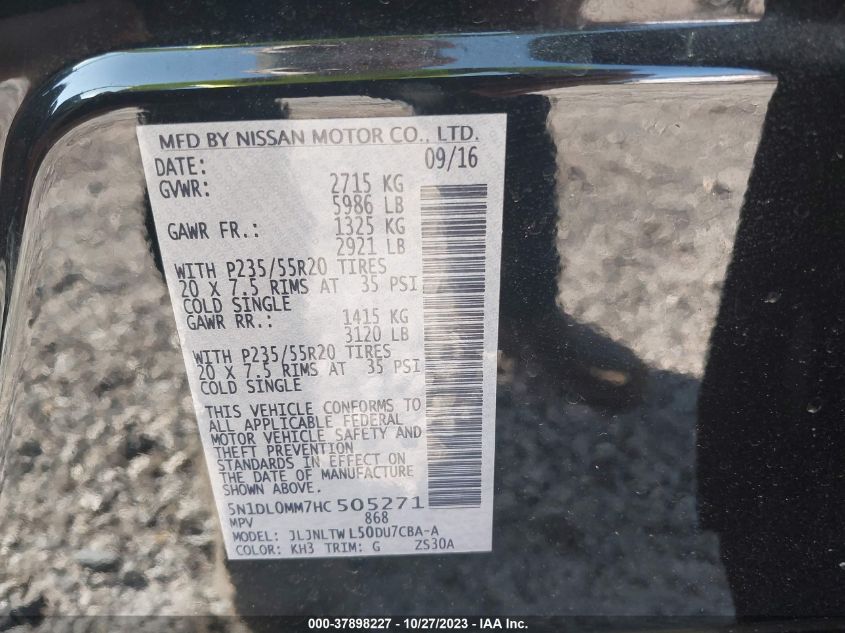 MFD BY NISSAN MOTOR CO., LTD.
DATE: 09/16
GVWR: 2715 KG
5986 LB
GAWR FR.: 1325 KG
2921 LB
WITH P235/55R20 TIRES
20 X 7.5 RIMS AT 35 PSI
COLD SINGLE
GAWR RR.: 1415 KG
3120 LB
WITH P235/55R20 TIRES
20 X 7.5 RIMS AT 35 PSI
COLD SINGLE
THIS VEHICLE CONFORMS TO
ALL APPLICABLE FEDERAL
MOTOR VEHICLE SAFETY AND
THEFT PREVENTION
STANDARDS IN EFFECT ON
THE DATE OF MANUFACTURE
SHOWN ABOVE.
5N1DL0MM7HC 505271
MPV 868
MODEL: JLJNLTW L50DU7CBA-A
COLOR: KH3 TRIM: G ZS30A
000-37898227 - 10/27/2023 - IAA Inc.